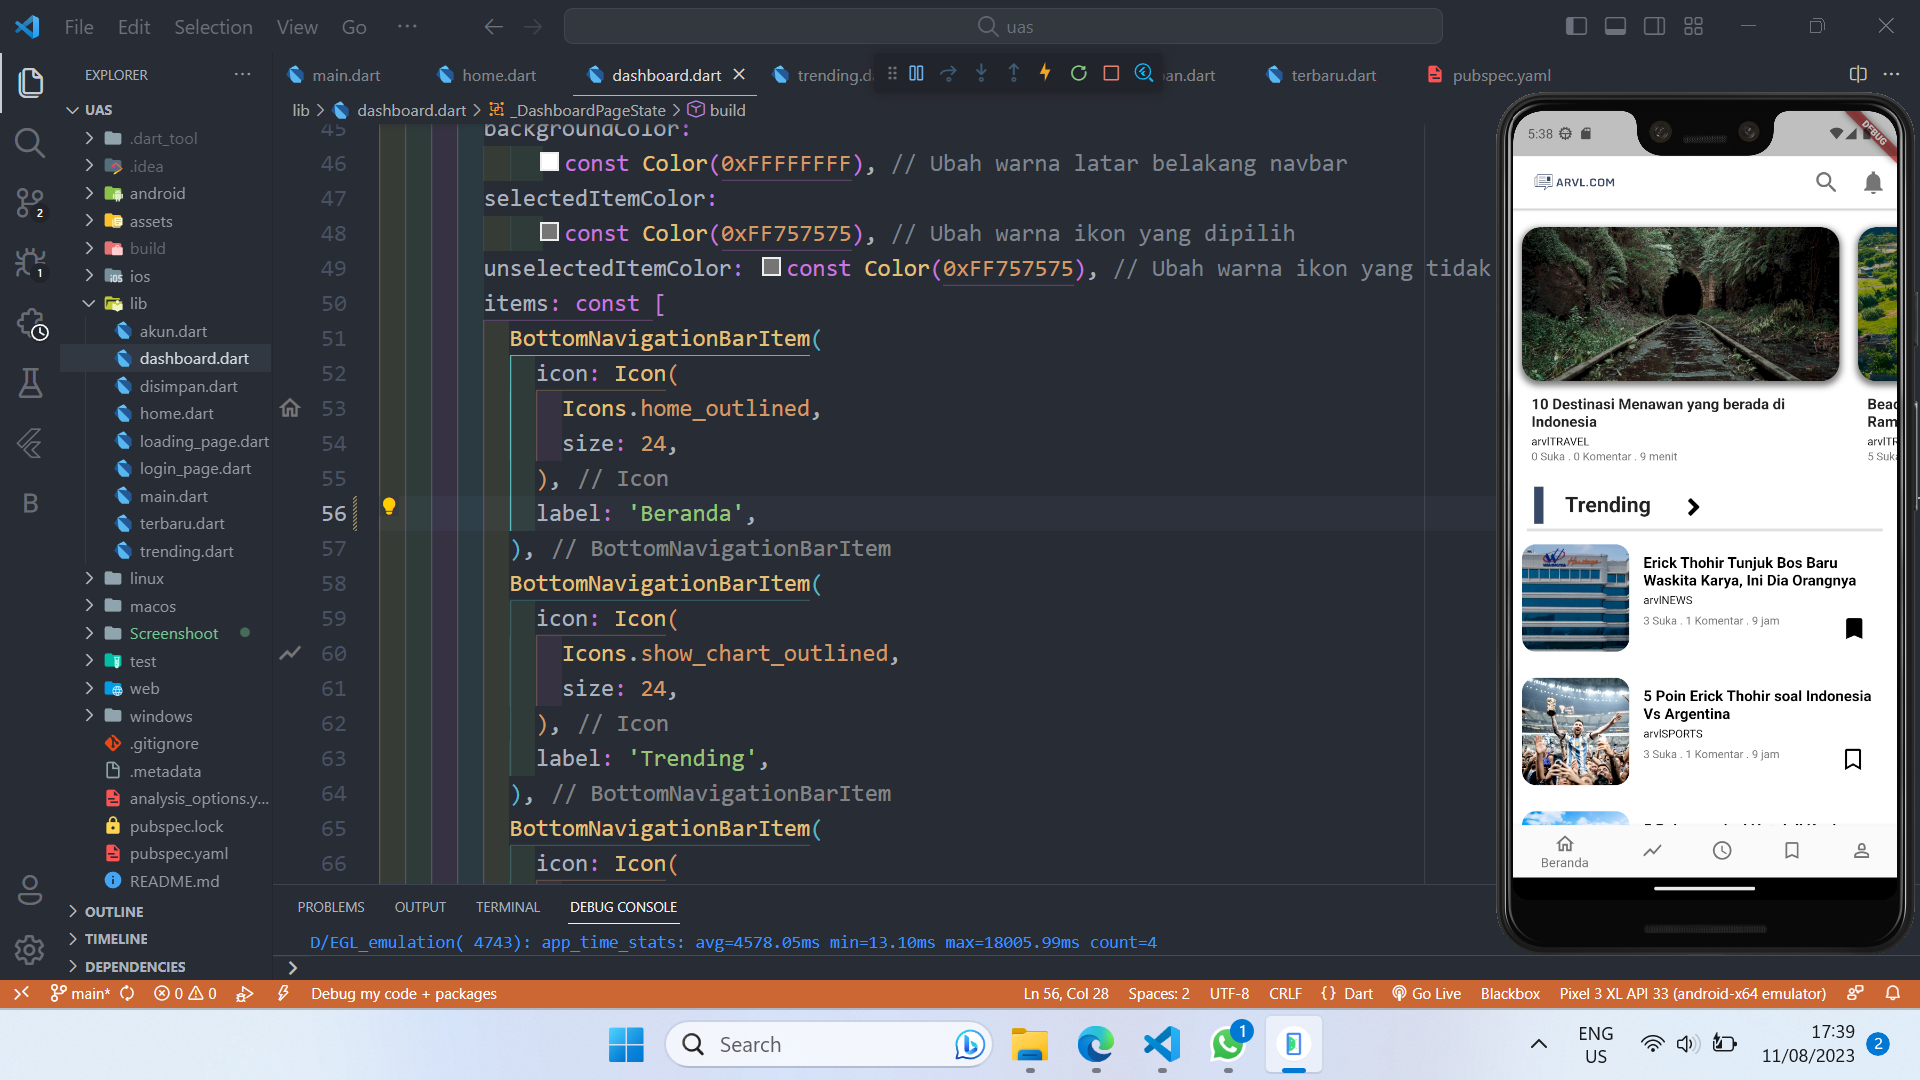 File Edit Selection View Go ···
uas
EXPLORER ···
UAS
.dart_tool
.idea
android
assets
build
ios
lib
akun.dart
dashboard.dart
disimpan.dart
home.dart
loading_page.dart
login_page.dart
main.dart
terbaru.dart
trending.dart
linux
macos
Screenshoot
test
web
windows
.gitignore
.metadata
analysis_options.y...
pubspec.lock
pubspec.yaml
README.md
OUTLINE
TIMELINE
DEPENDENCIES
2
1
main.dart home.dart dashboard.dart trending.d an.dart terbaru.dart pubspec.yaml
lib > dashboard.dart > _DashboardPageState > build
45 backgroundColor:
46 const Color(0xFFFFFFFF), // Ubah warna latar belakang navbar
47 selectedItemColor:
48 const Color(0xFF757575), // Ubah warna ikon yang dipilih
49 unselectedItemColor: const Color(0xFF757575), // Ubah warna ikon yang tidak
50 items: const [
51 BottomNavigationBarItem(
52 icon: Icon(
53 Icons.home_outlined,
54 size: 24,
55 ), // Icon
56 label: 'Beranda',
57 ), // BottomNavigationBarItem
58 BottomNavigationBarItem(
59 icon: Icon(
60 Icons.show_chart_outlined,
61 size: 24,
62 ), // Icon
63 label: 'Trending',
64 ), // BottomNavigationBarItem
65 BottomNavigationBarItem(
66 icon: Icon(
PROBLEMS OUTPUT TERMINAL DEBUG CONSOLE
D/EGL_emulation( 4743): app_time_stats: avg=4578.05ms min=13.10ms max=18005.99ms count=4
>
5:38
DEBUG
ARVL.COM
10 Destinasi Menawan yang berada di
Indonesia
arvlTRAVEL
0 Suka . 0 Komentar . 9 menit
Beac
Ram
arvlTR
5 Suka
Trending
Erick Thohir Tunjuk Bos Baru
Waskita Karya, Ini Dia Orangnya
arvlNEWS
3 Suka . 1 Komentar . 9 jam
5 Poin Erick Thohir soal Indonesia
Vs Argentina
arvlSPORTS
3 Suka . 1 Komentar . 9 jam
Beranda
main* 0 0 Debug my code + packages Ln 56, Col 28 Spaces: 2 UTF-8 CRLF {} Dart Go Live Blackbox Pixel 3 XL API 33 (android-x64 emulator)
Search
1
ENG
US
17:39
11/08/2023
2